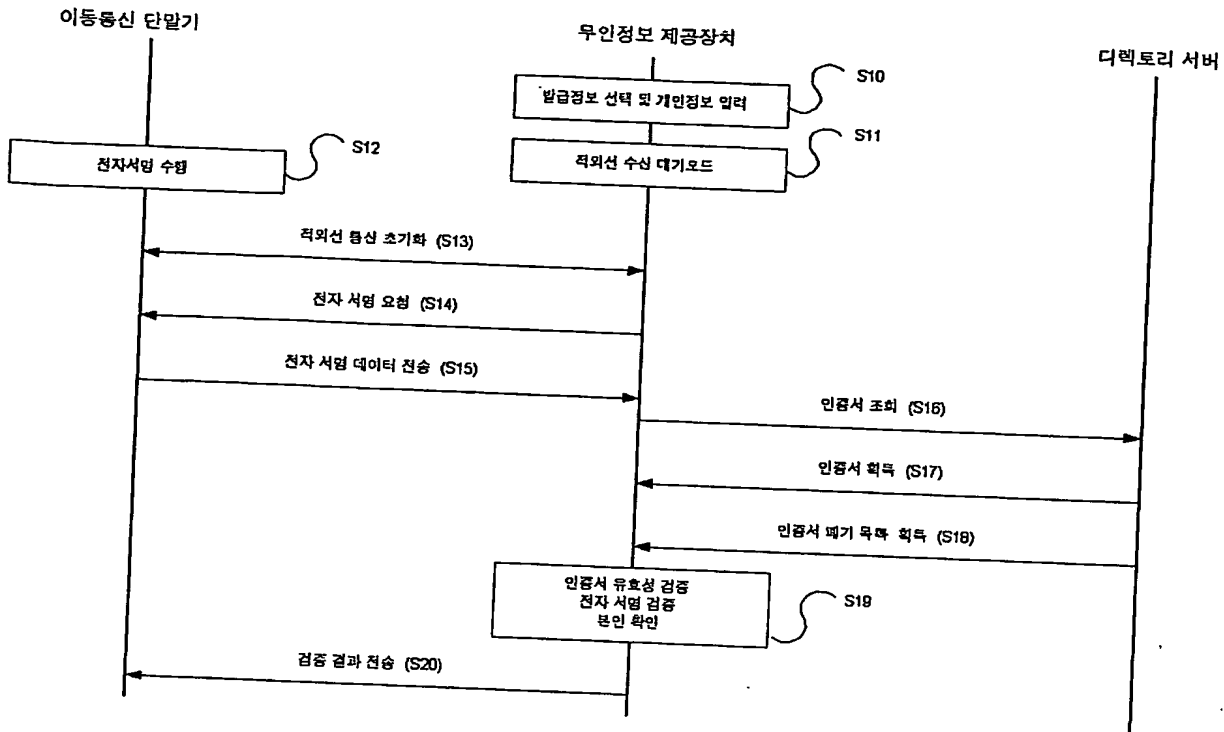 이동통신 단말기
무인정보 제공장치
디렉토리 서버
S10
발급정보 선택 및 개인정보 입력
S11
적외선 수신 대기모드
S12
전자서명 수행
적외선 통신 초기화 (S13)
전자 서명 요청 (S14)
전자 서명 데이터 전송 (S15)
인증서 조회 (S16)
인증서 획득 (S17)
인증서 폐기 목록 획득 (S18)
인증서 유효성 검증
전자 서명 검증
본인 확인
S19
검증 결과 전송 (S20)